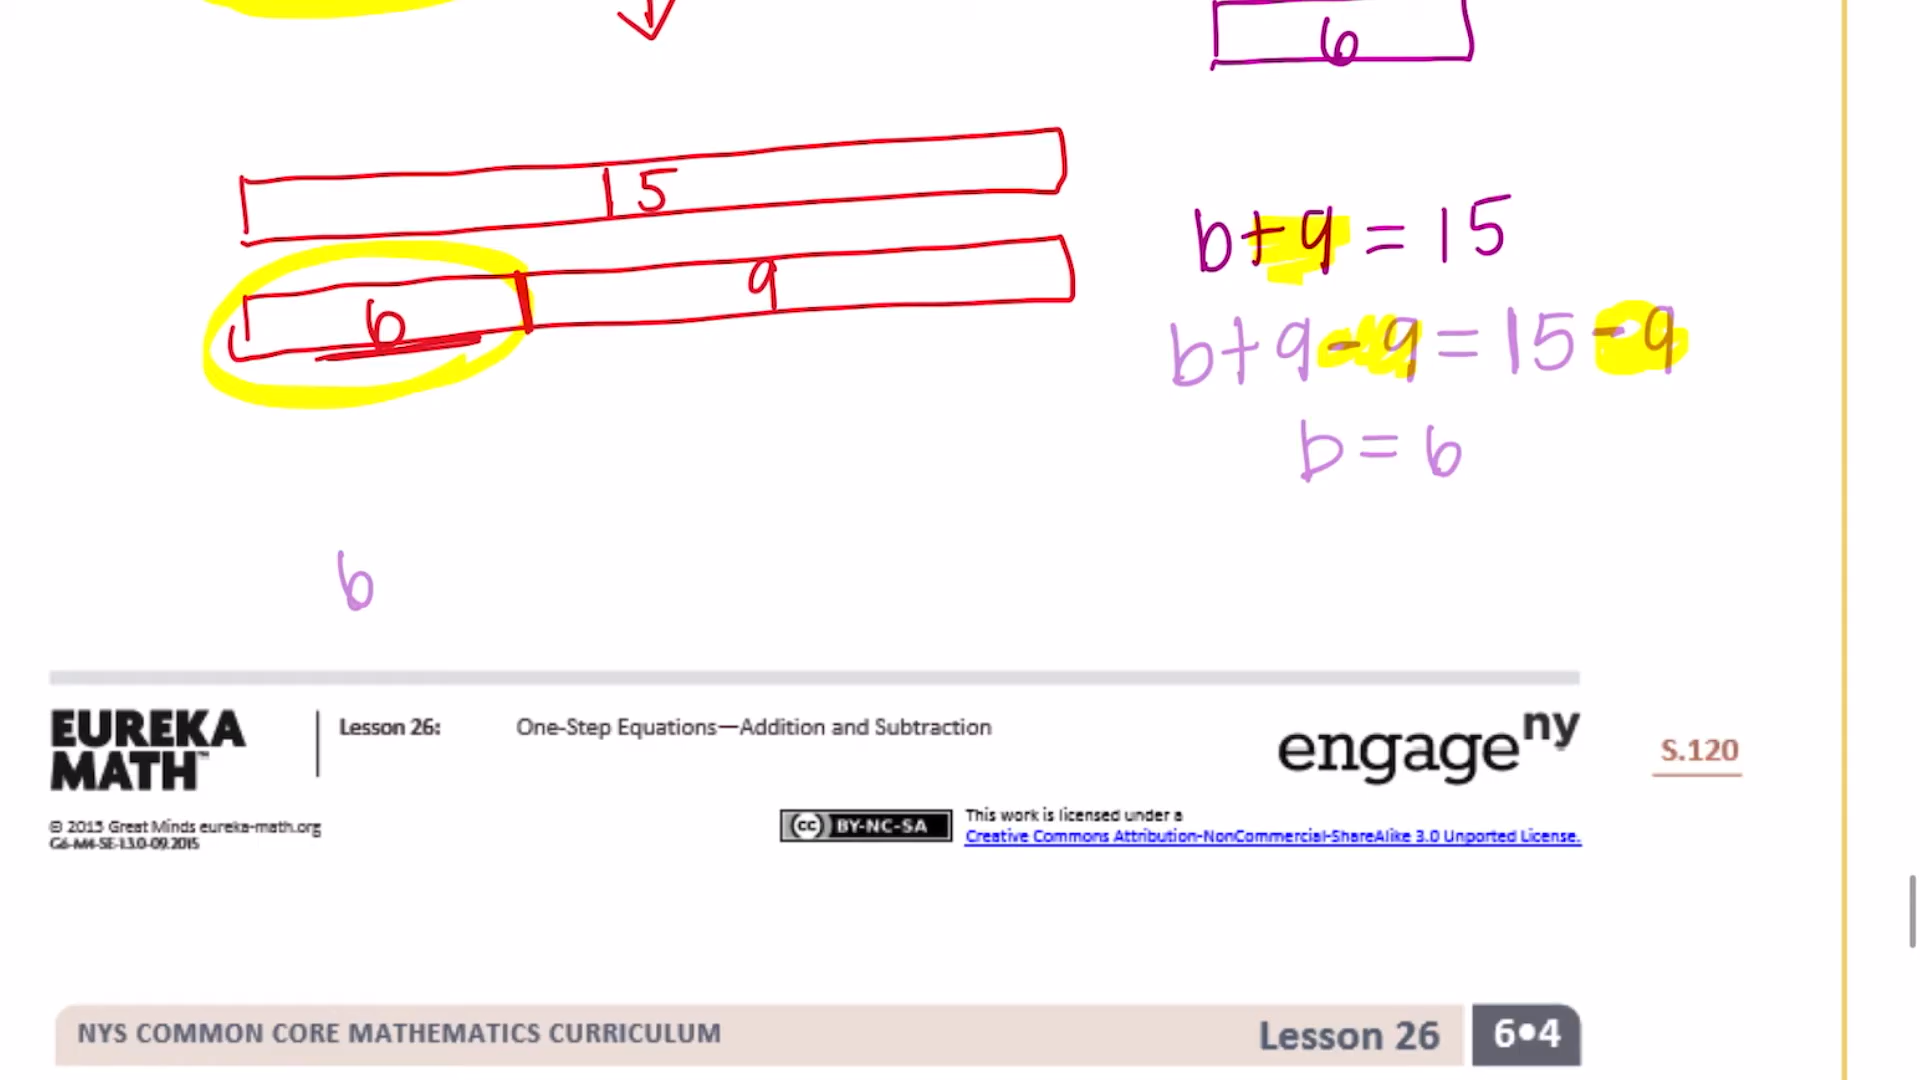 6
15
6
9
b+9=15
b+9-9=15-9
b=6
6
EUREKA MATH™
Lesson 26: One-Step Equations—Addition and Subtraction
engage ny
S.120
© 2015 Great Minds eureka-math.org
G6-M4-SE-1.3.0-09.2015
cc BY-NC-SA
This work is licensed under a
Creative Commons Attribution-NonCommercial-ShareAlike 3.0 Unported License.
NYS COMMON CORE MATHEMATICS CURRICULUM
Lesson 26
6•4